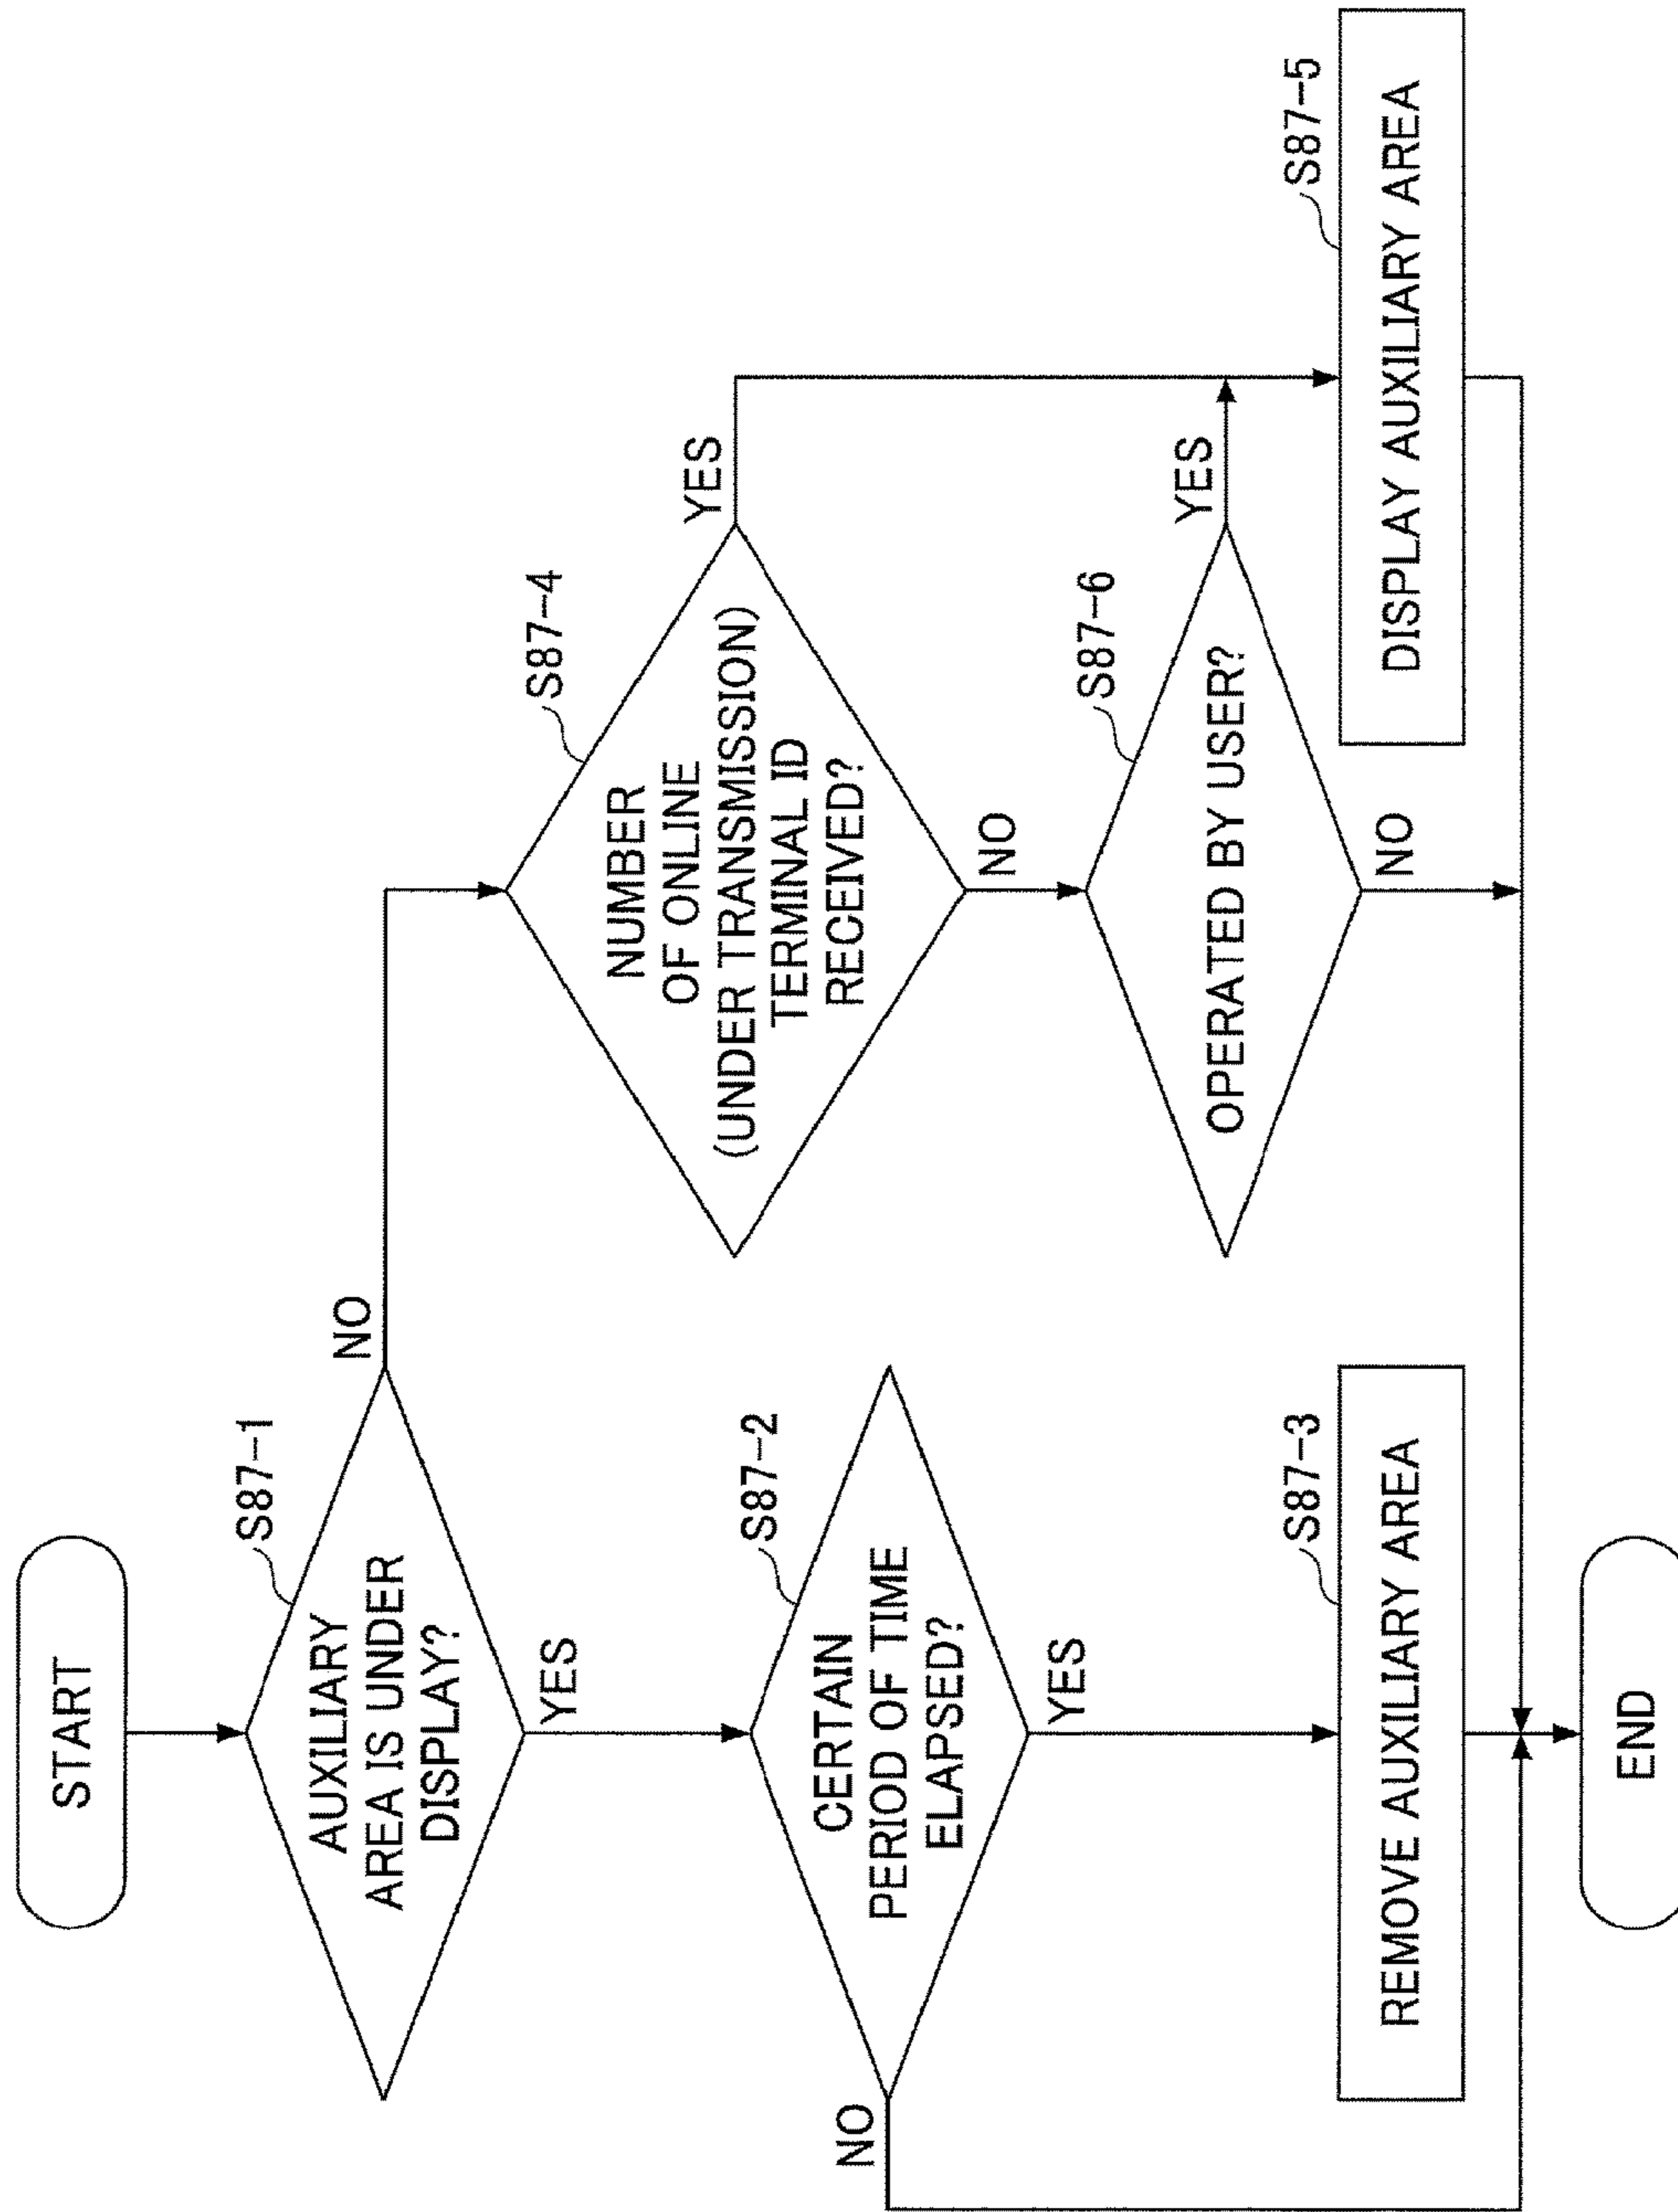 START
S87-1
AUXILIARY
AREA IS UNDER
DISPLAY?
NO
YES
S87-2
CERTAIN
PERIOD OF TIME
ELAPSED?
NO
YES
S87-3
REMOVE AUXILIARY AREA
S87-4
NUMBER
OF ONLINE
(UNDER TRANSMISSION)
TERMINAL ID
RECEIVED?
YES
NO
S87-6
OPERATED BY USER?
YES
NO
S87-5
DISPLAY AUXILIARY AREA
END